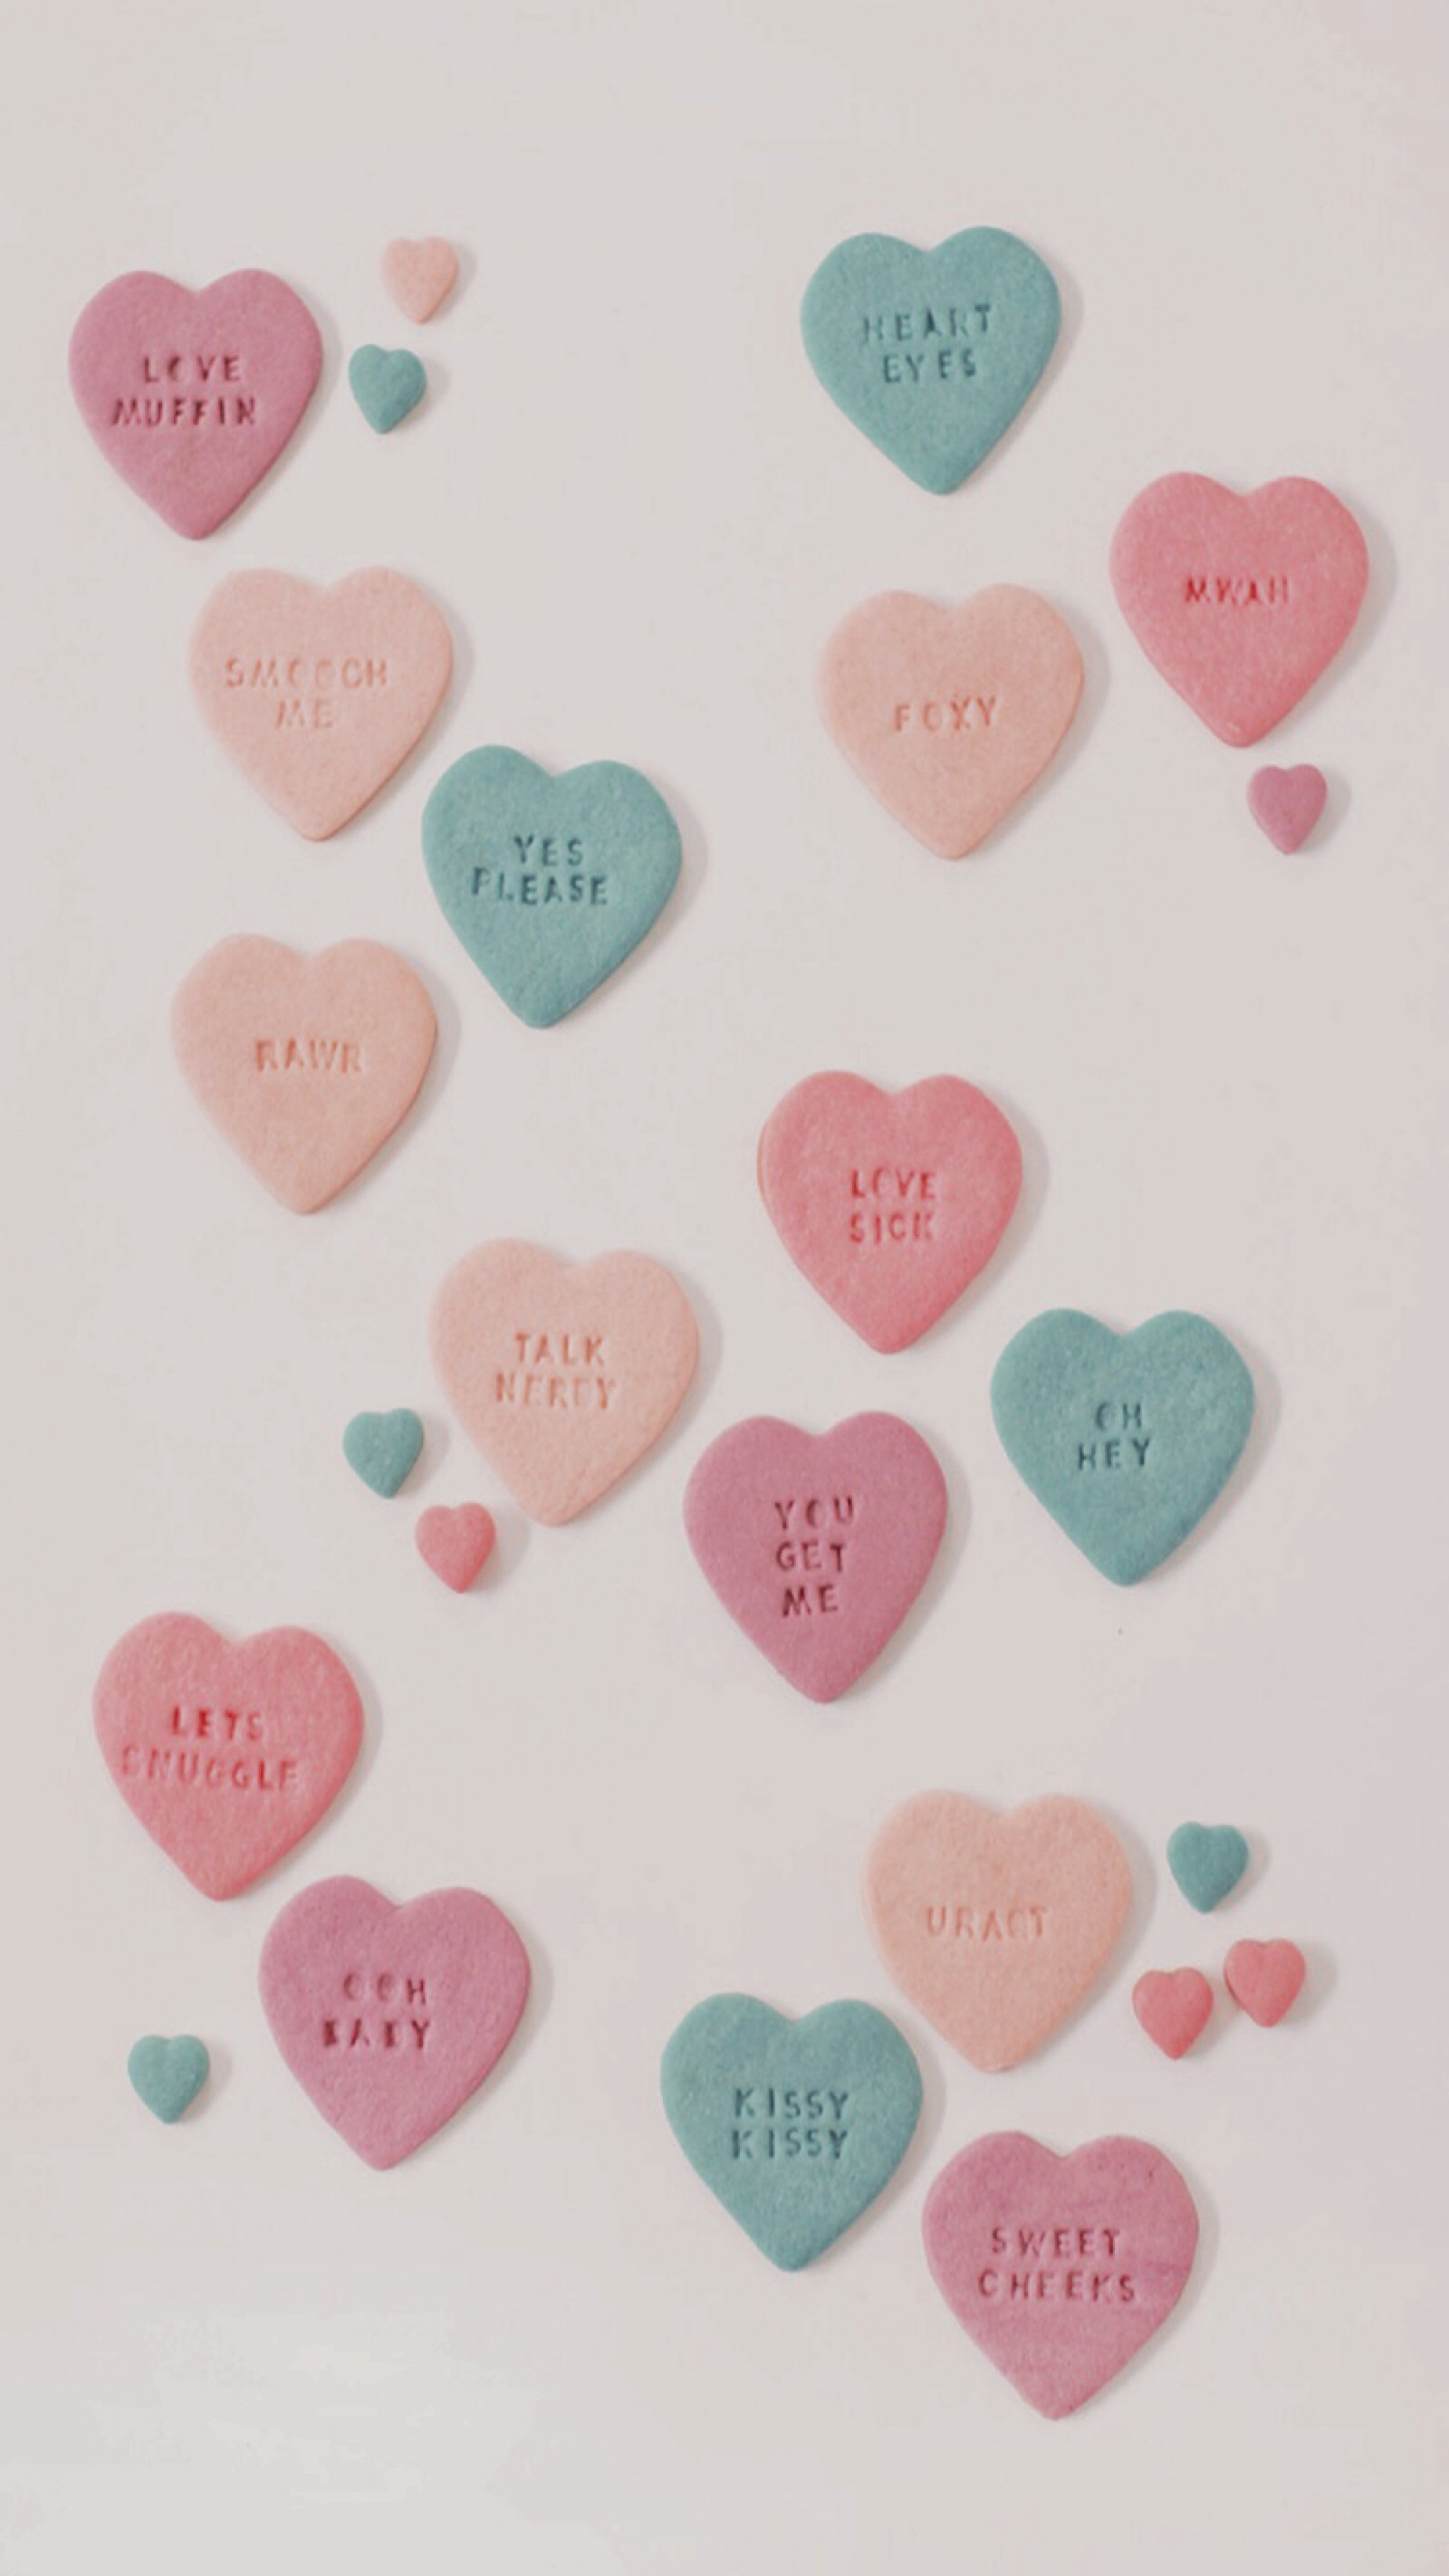 LOVE
MUFFIN
HEART
EYES
MWAH
SMOOCH
ME
FOXY
YES
PLEASE
RAWR
LOVE
SICK
TALK
NERDY
OH
HEY
YOU
GET
ME
LETS
SNUGGLE
URACT
OOH
BABY
KISSY
KISSY
SWEET
CHEEKS